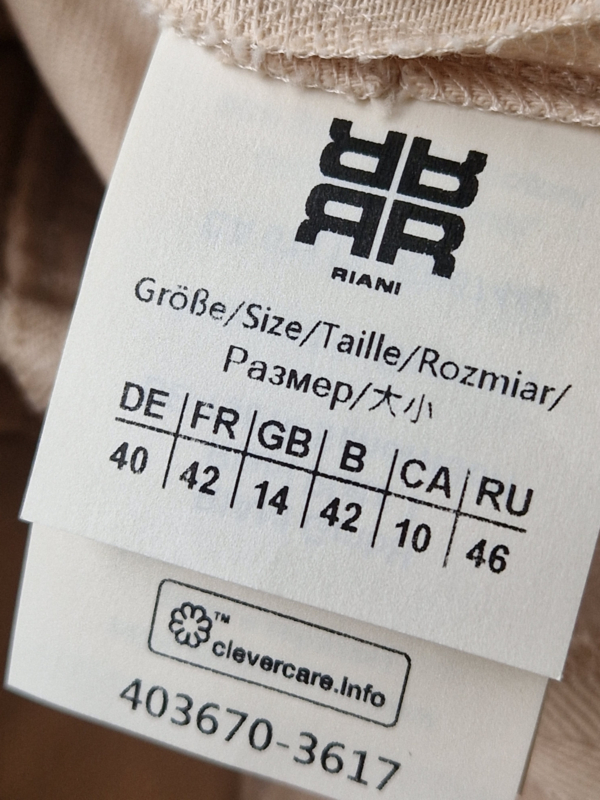 RIANI
Größe/Size/Taille/Rozmiar/
Размер/大小
DE FR GB B CA RU
40 42 14 42 10 46
™
clevercare.info
403670-3617